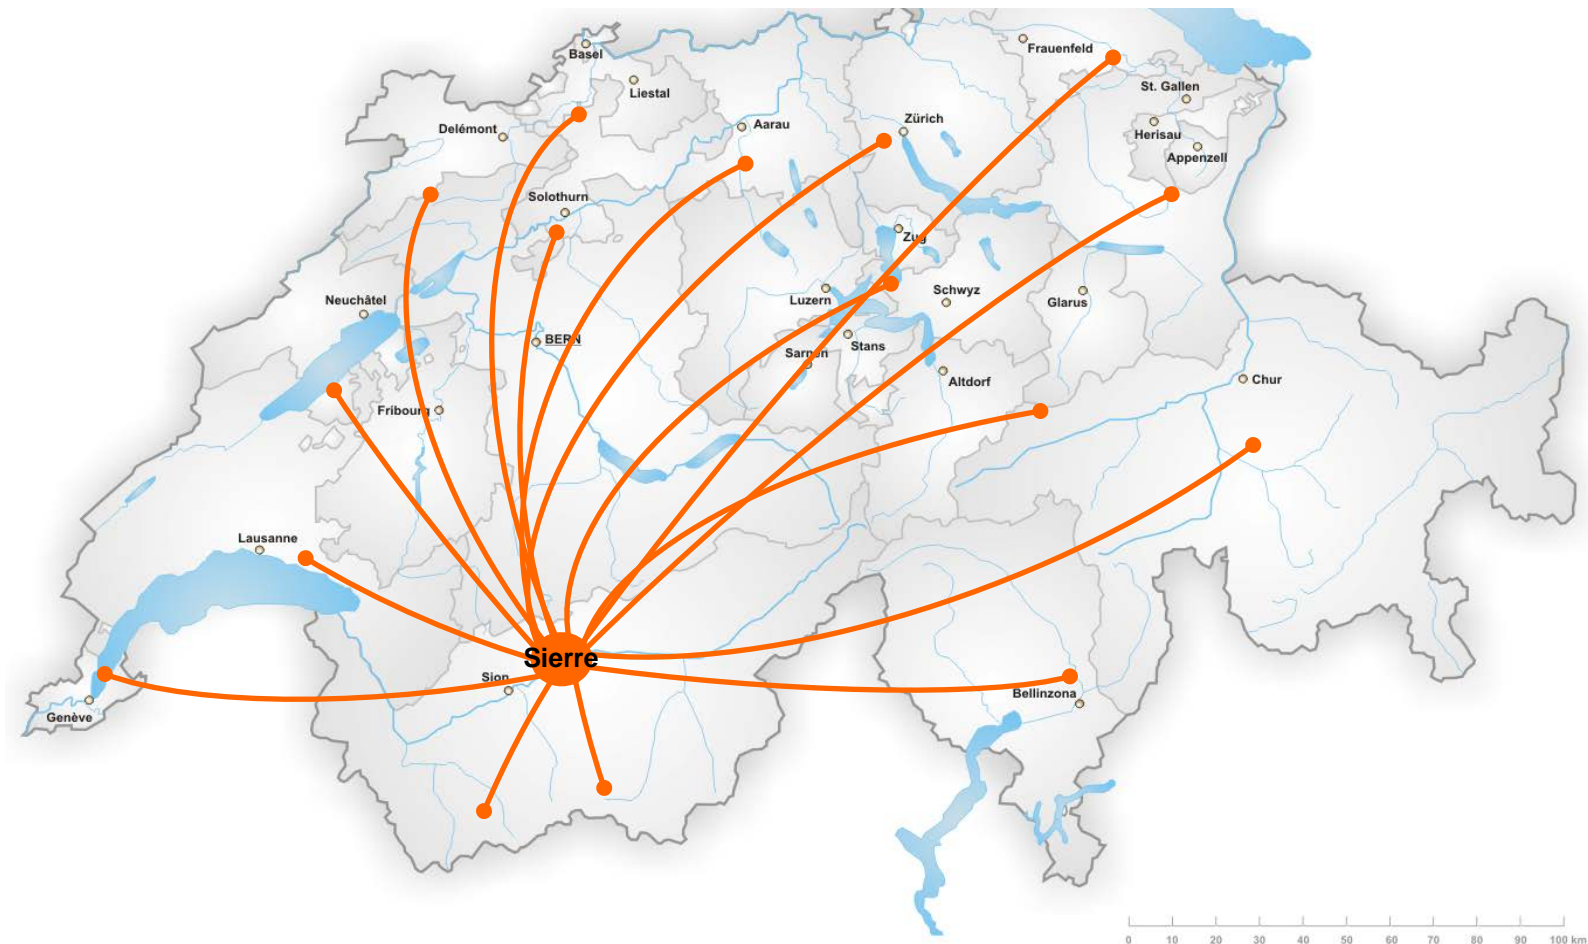 Frauenfeld
Basel
St. Gallen
Liestal
Zürich
Aarau
Delémont
Herisau
Appenzell
Solothurn
Zug
Schwyz
Neuchâtel
Luzern
Glarus
BERN
Stans
Sarnen
Chur
Altdorf
Fribourg
Lausanne
Sierre
Sion
Bellinzona
Genève
0 10 20 30 40 50 60 70 80 90 100 km